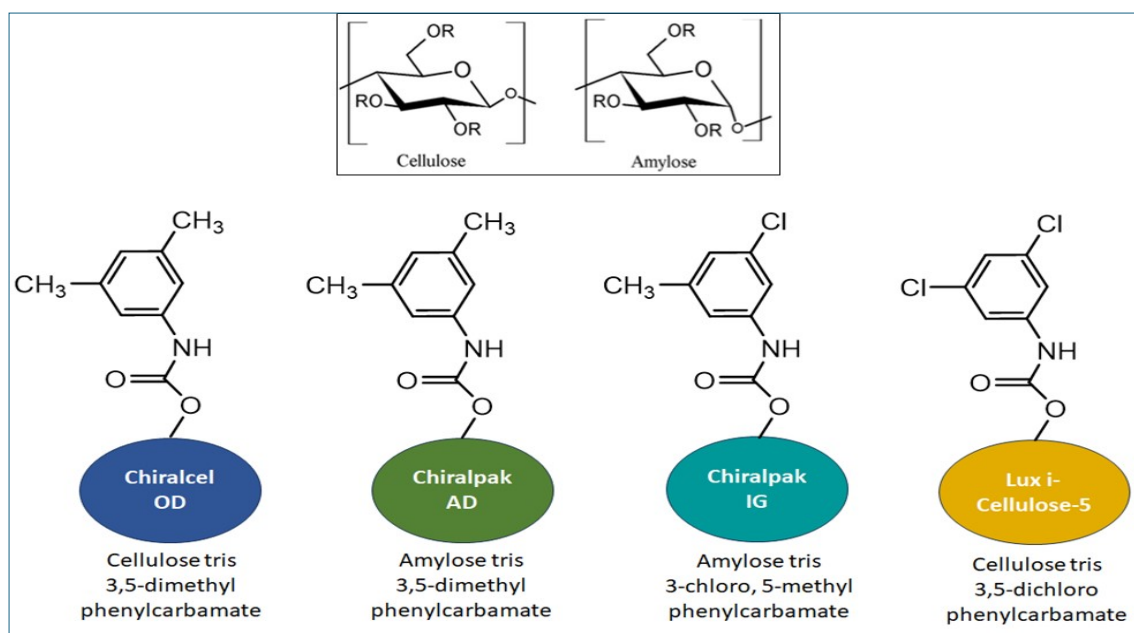 OR
O
RO
O
OR
Cellulose
OR
O
RO
OR
O
Amylose
CH3
CH3
NH
O
O
Chiralcel
OD
Cellulose tris
3,5-dimethyl
phenylcarbamate
CH3
CH3
NH
O
O
Chiralpak
AD
Amylose tris
3,5-dimethyl
phenylcarbamate
Cl
CH3
NH
O
O
Chiralpak
IG
Amylose tris
3-chloro, 5-methyl
phenylcarbamate
Cl
Cl
NH
O
O
Lux i-
Cellulose-5
Cellulose tris
3,5-dichloro
phenylcarbamate